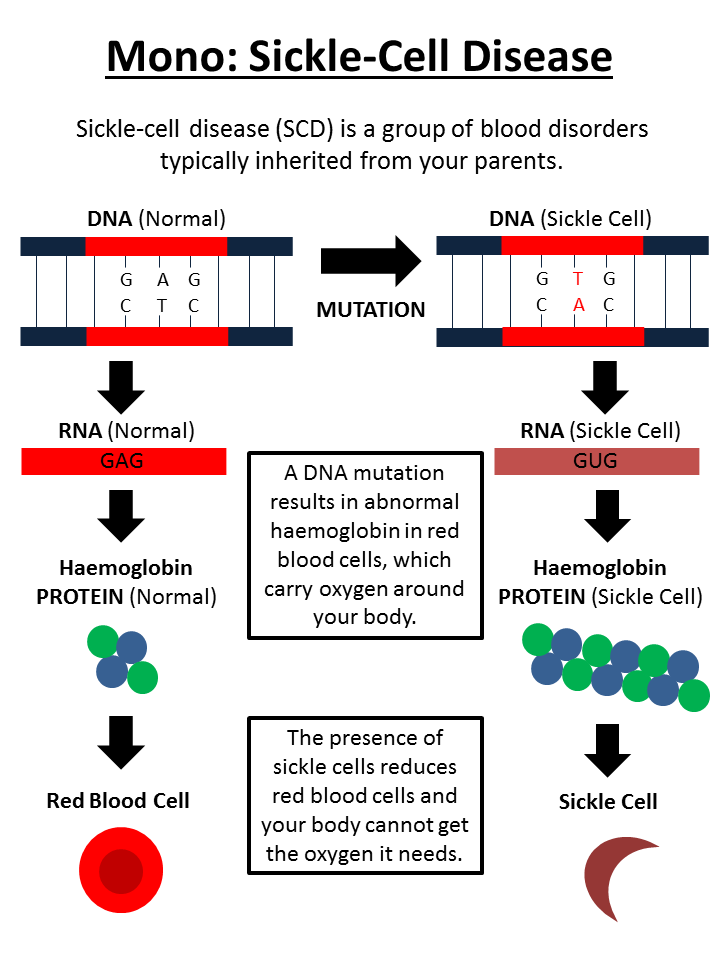 Mono: Sickle-Cell Disease
Sickle-cell disease (SCD) is a group of blood disorders
typically inherited from your parents.
DNA (Normal)
G A G
C T C
MUTATION
DNA (Sickle Cell)
G T G
C A C
RNA (Normal)
GAG
RNA (Sickle Cell)
GUG
A DNA mutation
results in abnormal
haemoglobin in red
blood cells, which
carry oxygen around
your body.
Haemoglobin
PROTEIN (Normal)
Haemoglobin
PROTEIN (Sickle Cell)
The presence of
sickle cells reduces
red blood cells and
your body cannot get
the oxygen it needs.
Red Blood Cell
Sickle Cell